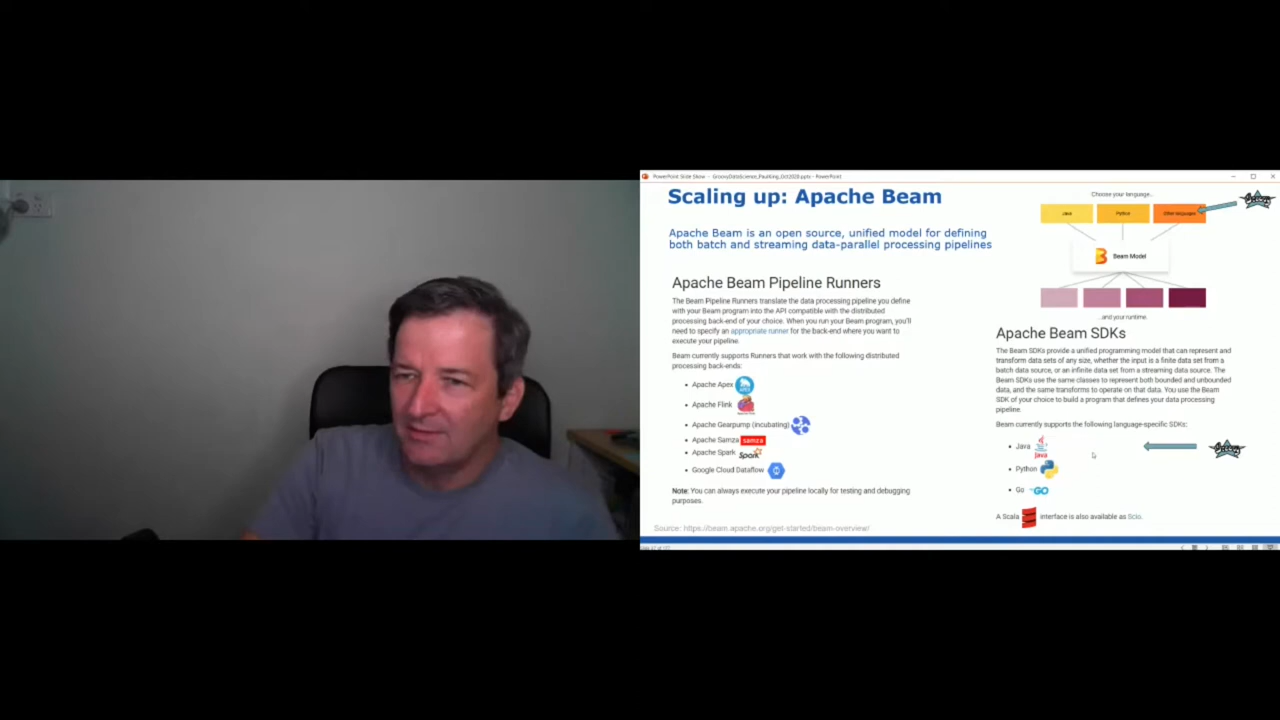 PowerPoint Slide Show - GroovyDataScience_PaulKing_Oct2020.pptx - PowerPoint
Scaling up: Apache Beam
Apache Beam is an open source, unified model for defining
both batch and streaming data-parallel processing pipelines
Apache Beam Pipeline Runners
The Beam Pipeline Runners translate the data processing pipeline you define
with your Beam program into the API compatible with the distributed
processing back-end of your choice. When you run your Beam program, you'll
need to specify an appropriate runner for the back-end where you want to
execute your pipeline.
Beam currently supports Runners that work with the following distributed
processing back-ends:
Apache Apex
Apache Flink
Apache Gearpump (incubating)
Apache Samza samza
Apache Spark Spark
Google Cloud Dataflow
Note: You can always execute your pipeline locally for testing and debugging
purposes.
Source: https://beam.apache.org/get-started/beam-overview/
Choose your language...
Java
Python
Other languages
Groovy
Beam Model
...and your runtime.
Apache Beam SDKs
The Beam SDKs provide a unified programming model that can represent and
transform data sets of any size, whether the input is a finite data set from a
batch data source, or an infinite data set from a streaming data source. The
Beam SDKs use the same classes to represent both bounded and unbounded
data, and the same transforms to operate on that data. You use the Beam
SDK of your choice to build a program that defines your data processing
pipeline.
Beam currently supports the following language-specific SDKs:
Java Java
Groovy
Python
Go GO
A Scala interface is also available as Scio.